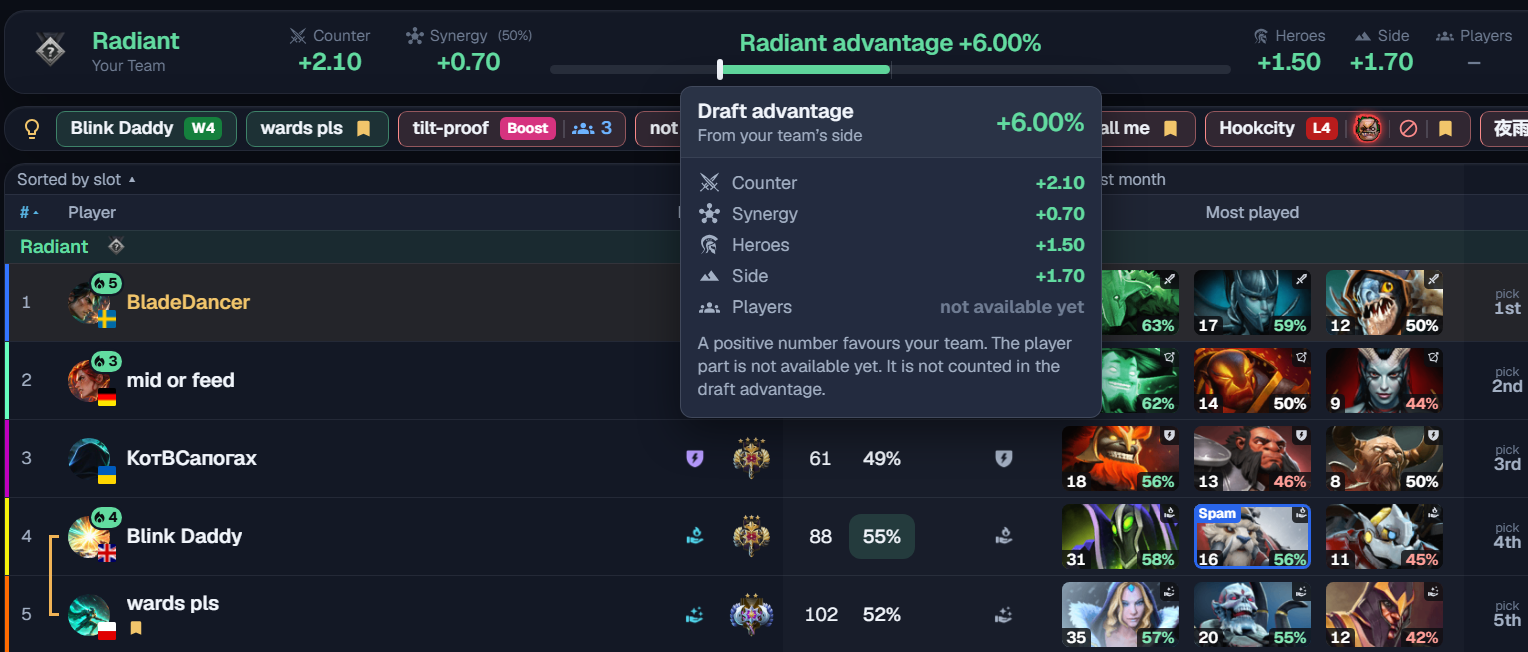 Radiant
Your Team
Counter
+2.10
Synergy (50%)
+0.70
Radiant advantage +6.00%
Heroes
+1.50
Side
+1.70
Players
—
Blink Daddy W4
wards pls
tilt-proof Boost 3
not
all me
Hookcity L4
夜雨
Draft advantage
From your team's side
+6.00%
Counter +2.10
Synergy +0.70
Heroes +1.50
Side +1.70
Players not available yet
A positive number favours your team. The player
part is not available yet. It is not counted in the
draft advantage.
Sorted by slot
st month
# Player
Most played
Radiant
1 5 BladeDancer 63% 17 59% 12 50% pick 1st
2 3 mid or feed 62% 14 50% 9 44% pick 2nd
3 КотВСапогах 61 49% 18 56% 13 46% 8 50% pick 3rd
4 4 Blink Daddy 88 55% 31 58% Spam 16 56% 11 45% pick 4th
5 wards pls 102 52% 35 57% 20 55% 12 42% pick 5th